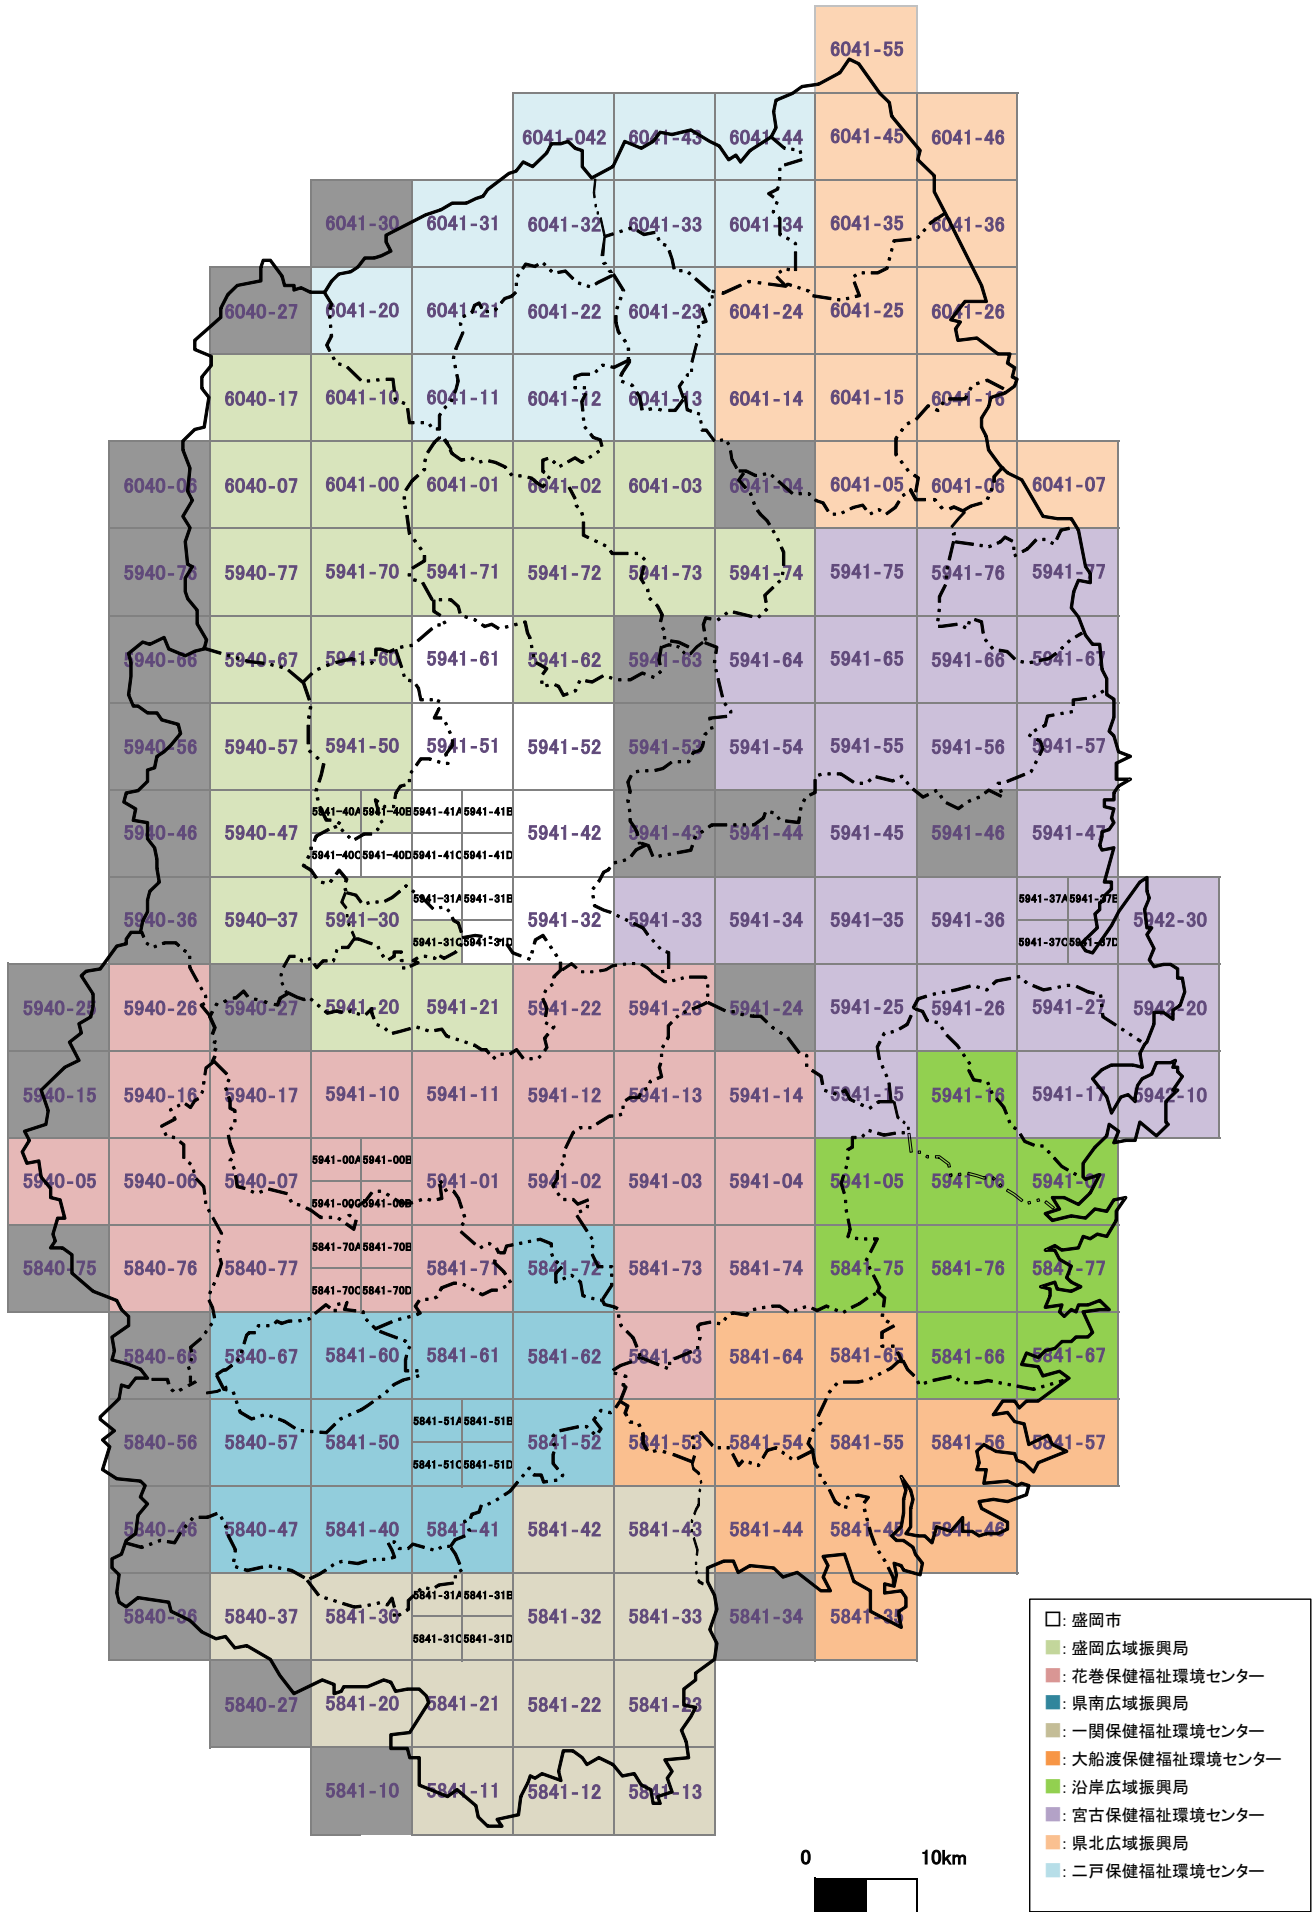 6041-55
6041-042 6041-43 6041-44 6041-45 6041-46
6041-30 6041-31 6041-32 6041-33 6041-34 6041-35 6041-36
6040-27 6041-20 6041-21 6041-22 6041-23 6041-24 6041-25 6041-26
6040-17 6041-10 6041-11 6041-12 6041-13 6041-14 6041-15 6041-16
6040-06 6040-07 6041-00 6041-01 6041-02 6041-03 6041-04 6041-05 6041-06 6041-07
5940-76 5940-77 5941-70 5941-71 5941-72 5941-73 5941-74 5941-75 5941-76 5941-77
5940-66 5940-67 5941-60 5941-61 5941-62 5941-63 5941-64 5941-65 5941-66 5941-67
5940-56 5940-57 5941-50 5941-51 5941-52 5941-53 5941-54 5941-55 5941-56 5941-57
5941-40A 5941-40B 5941-41A 5941-41B
5940-46 5940-47 5941-42 5941-43 5941-44 5941-45 5941-46 5941-47
5941-40C 5941-40D 5941-41C 5941-41D
5941-31A 5941-31B 5941-37A 5941-37B
5940-36 5940-37 5941-30 5941-32 5941-33 5941-34 5941-35 5941-36 5942-30
5941-31C 5941-31D 5941-37C 5941-37D
5940-25 5940-26 5940-27 5941-20 5941-21 5941-22 5941-23 5941-24 5941-25 5941-26 5941-27 5942-20
5940-15 5940-16 5940-17 5941-10 5941-11 5941-12 5941-13 5941-14 5941-15 5941-16 5941-17 5942-10
5941-00A 5941-00B
5940-05 5940-06 5940-07 5941-01 5941-02 5941-03 5941-04 5941-05 5941-06 5941-07
5941-00C 5941-00D
5841-70A 5841-70B
5840-75 5840-76 5840-77 5841-71 5841-72 5841-73 5841-74 5841-75 5841-76 5841-77
5841-70C 5841-70D
5840-66 5840-67 5841-60 5841-61 5841-62 5841-63 5841-64 5841-65 5841-66 5841-67
5841-51A 5841-51B
5840-56 5840-57 5841-50 5841-52 5841-53 5841-54 5841-55 5841-56 5841-57
5841-51C 5841-51D
5840-46 5840-47 5841-40 5841-41 5841-42 5841-43 5841-44 5841-45 5841-46
5841-31A 5841-31B
5840-36 5840-37 5841-30 5841-32 5841-33 5841-34 5841-35
5841-31C 5841-31D
5840-27 5841-20 5841-21 5841-22 5841-23
5841-10 5841-11 5841-12 5841-13
0 10km
□: 盛岡市
: 盛岡広域振興局
: 花巻保健福祉環境センター
: 県南広域振興局
: 一関保健福祉環境センター
: 大船渡保健福祉環境センター
: 沿岸広域振興局
: 宮古保健福祉環境センター
: 県北広域振興局
: 二戸保健福祉環境センター